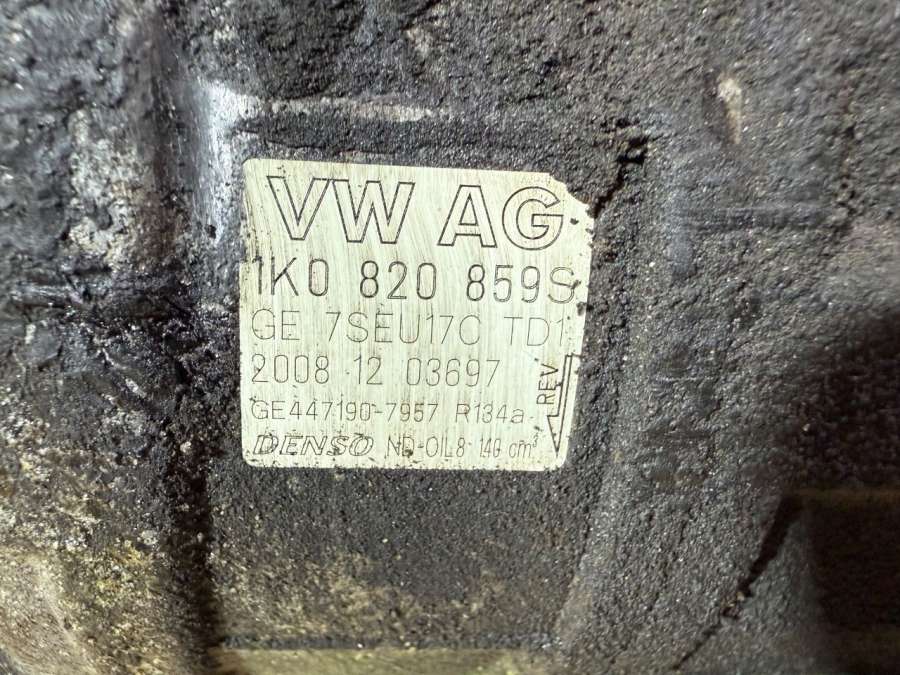 VW AG
1K0 820 859S
GE 7SEU17C TD1
2008 12 03697
REV
GE447190-7957 R134a
DENSO ND-OIL8 140 cm³